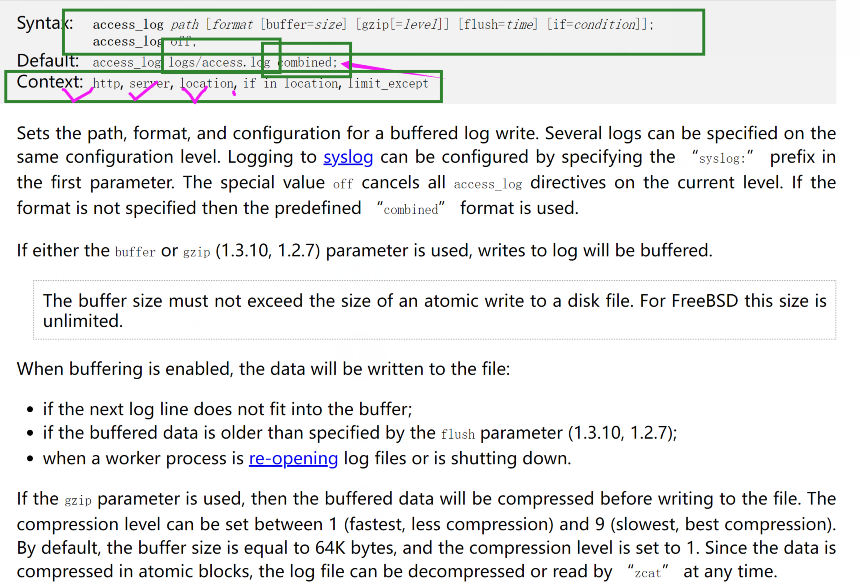 Syntax: access_log path [format [buffer=size] [gzip[=level]] [flush=time] [if=condition]];
access_log off;
Default: access_log logs/access.log combined;
Context: http, server, location, if in location, limit_except
Sets the path, format, and configuration for a buffered log write. Several logs can be specified on the
same configuration level. Logging to syslog can be configured by specifying the “syslog:” prefix in
the first parameter. The special value off cancels all access_log directives on the current level. If the
format is not specified then the predefined “combined” format is used.
If either the buffer or gzip (1.3.10, 1.2.7) parameter is used, writes to log will be buffered.
The buffer size must not exceed the size of an atomic write to a disk file. For FreeBSD this size is
unlimited.
When buffering is enabled, the data will be written to the file:
• if the next log line does not fit into the buffer;
• if the buffered data is older than specified by the flush parameter (1.3.10, 1.2.7);
• when a worker process is re-opening log files or is shutting down.
If the gzip parameter is used, then the buffered data will be compressed before writing to the file. The
compression level can be set between 1 (fastest, less compression) and 9 (slowest, best compression).
By default, the buffer size is equal to 64K bytes, and the compression level is set to 1. Since the data is
compressed in atomic blocks, the log file can be decompressed or read by “zcat” at any time.